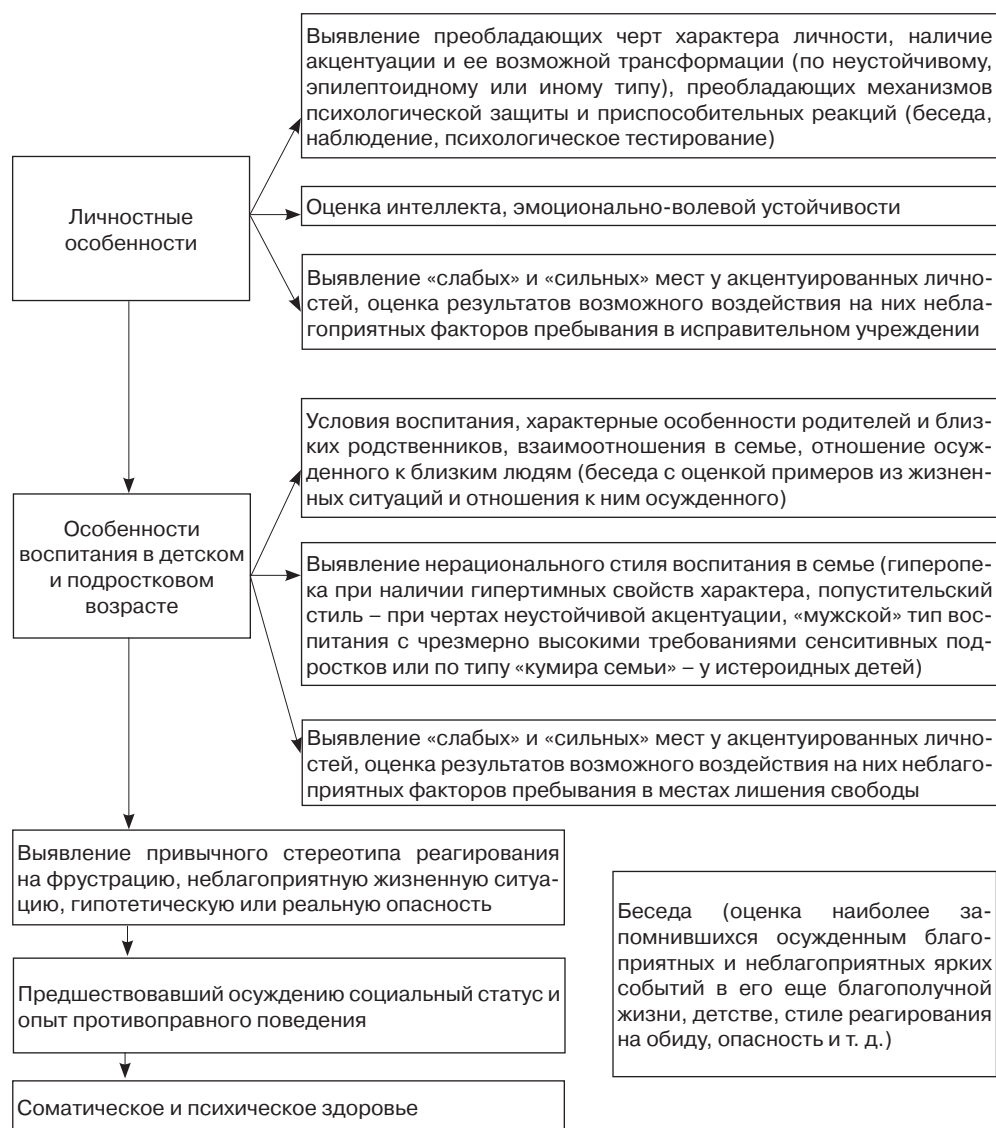 Выявление преобладающих черт характера личности, наличие
акцентуации и ее возможной трансформации (по неустойчивому,
эпилептоидному или иному типу), преобладающих механизмов
психологической защиты и приспособительных реакций (беседа,
наблюдение, психологическое тестирование)
Личностные
особенности
Оценка интеллекта, эмоционально-волевой устойчивости
Выявление «слабых» и «сильных» мест у акцентуированных лично-
стей, оценка результатов возможного воздействия на них небла-
гоприятных факторов пребывания в исправительном учреждении
Условия воспитания, характерные особенности родителей и близ-
ких родственников, взаимоотношения в семье, отношение осуж-
денного к близким людям (беседа с оценкой примеров из жизнен-
ных ситуаций и отношения к ним осужденного)
Особенности
воспитания в детском
и подростковом
возрасте
Выявление нерационального стиля воспитания в семье (гиперопе-
ка при наличии гипертимных свойств характера, попустительский
стиль – при чертах неустойчивой акцентуации, «мужской» тип вос-
питания с чрезмерно высокими требованиями сенситивных под-
ростков или по типу «кумира семьи» – у истероидных детей)
Выявление «слабых» и «сильных» мест у акцентуированных лично-
стей, оценка результатов возможного воздействия на них неблаго-
приятных факторов пребывания в местах лишения свободы
Выявление привычного стереотипа реагирования
на фрустрацию, неблагоприятную жизненную ситуа-
цию, гипотетическую или реальную опасность
Беседа (оценка наиболее за-
помнившихся осужденным благо-
приятных и неблагоприятных ярких
событий в его еще благополучной
жизни, детстве, стиле реагирования
на обиду, опасность и т. д.)
Предшествовавший осуждению социальный статус и
опыт противоправного поведения
Соматическое и психическое здоровье